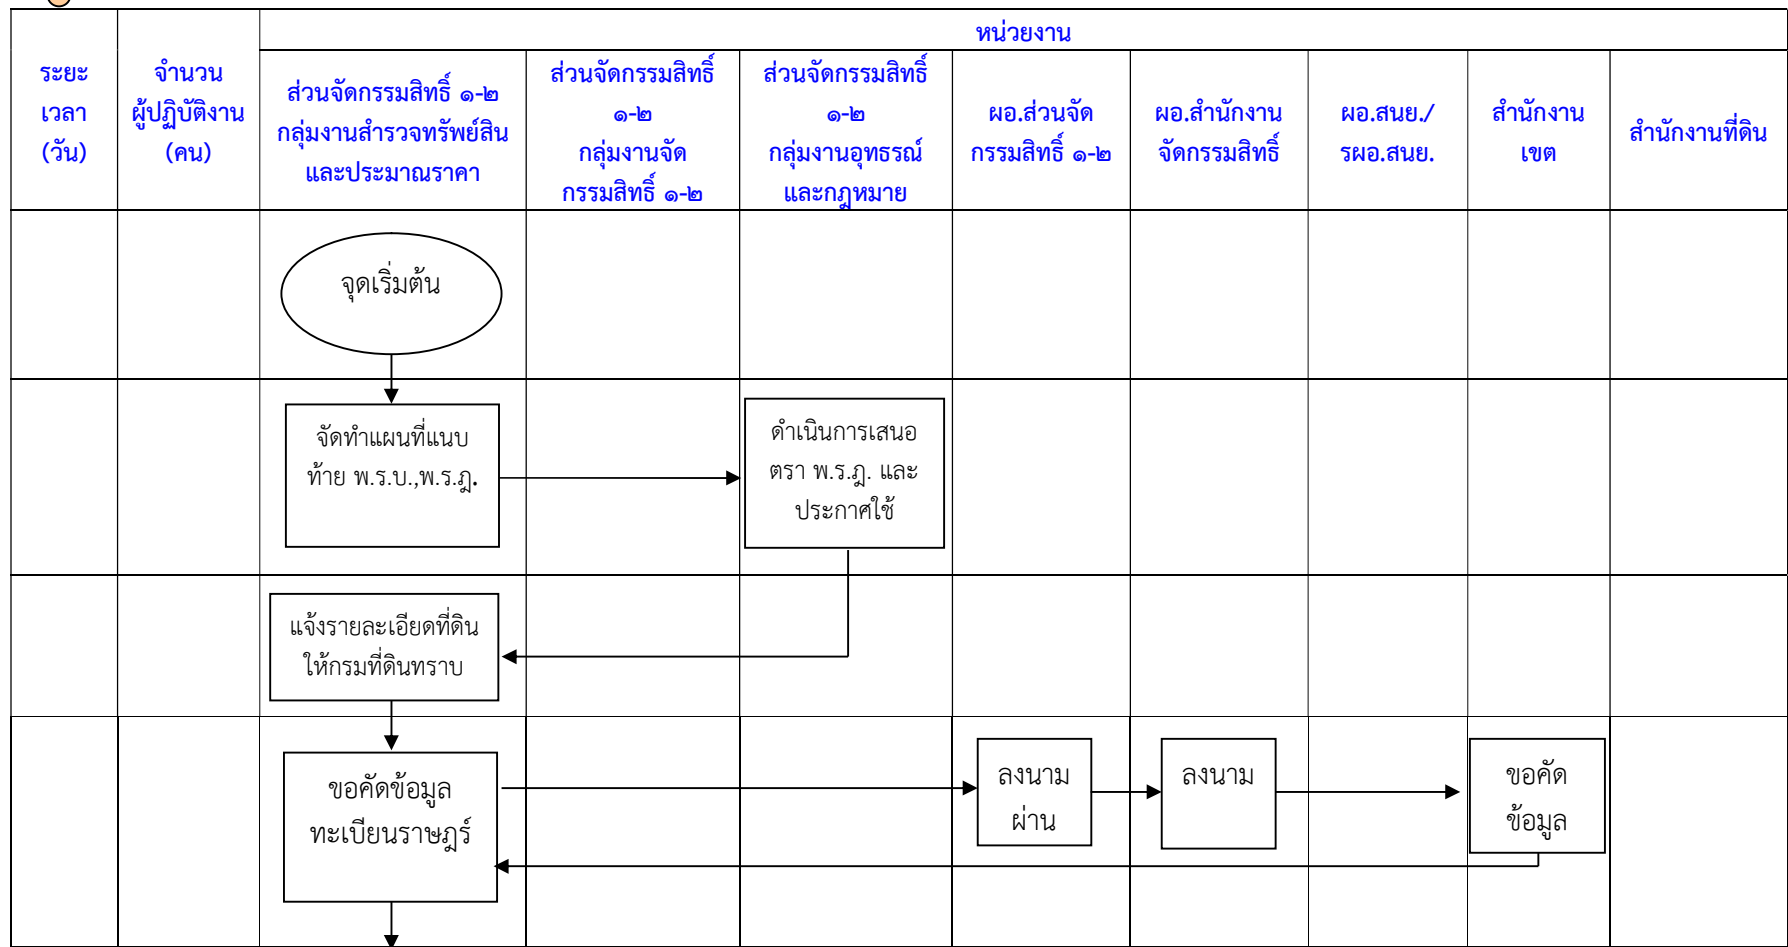 หน่วยงาน
ระยะ
เวลา
(วัน)
จำนวน
ผู้ปฏิบัติงาน
(คน)
ส่วนจัดกรรมสิทธิ์ ๑-๒
กลุ่มงานสำรวจทรัพย์สิน
และประมาณราคา
ส่วนจัดกรรมสิทธิ์
๑-๒
กลุ่มงานจัด
กรรมสิทธิ์ ๑-๒
ส่วนจัดกรรมสิทธิ์
๑-๒
กลุ่มงานอุทธรณ์
และกฎหมาย
ผอ.ส่วนจัด
กรรมสิทธิ์ ๑-๒
ผอ.สำนักงาน
จัดกรรมสิทธิ์
ผอ.สนย./
รผอ.สนย.
สำนักงาน
เขต
สำนักงานที่ดิน
จุดเริ่มต้น
จัดทำแผนที่แนบ
ท้าย พ.ร.บ.,พ.ร.ฎ.
ดำเนินการเสนอ
ตรา พ.ร.ฎ. และ
ประกาศใช้
แจ้งรายละเอียดที่ดิน
ให้กรมที่ดินทราบ
ขอคัดข้อมูล
ทะเบียนราษฎร์
ลงนาม
ผ่าน
ลงนาม
ขอคัด
ข้อมูล